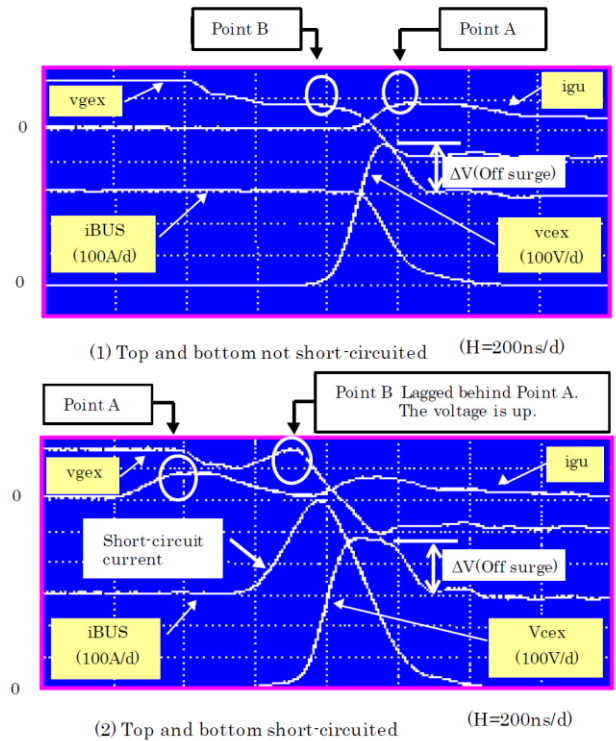 Point B
Point A
vgex
igu
0
ΔV(Off surge)
iBUS
(100A/d)
vcex
(100V/d)
0
(1) Top and bottom not short-circuited
(H=200ns/d)
Point A
Point B Lagged behind Point A.
The voltage is up.
vgex
igu
0
Short-circuit
current
ΔV(Off surge)
iBUS
(100A/d)
Vcex
(100V/d)
0
(2) Top and bottom short-circuited
(H=200ns/d)